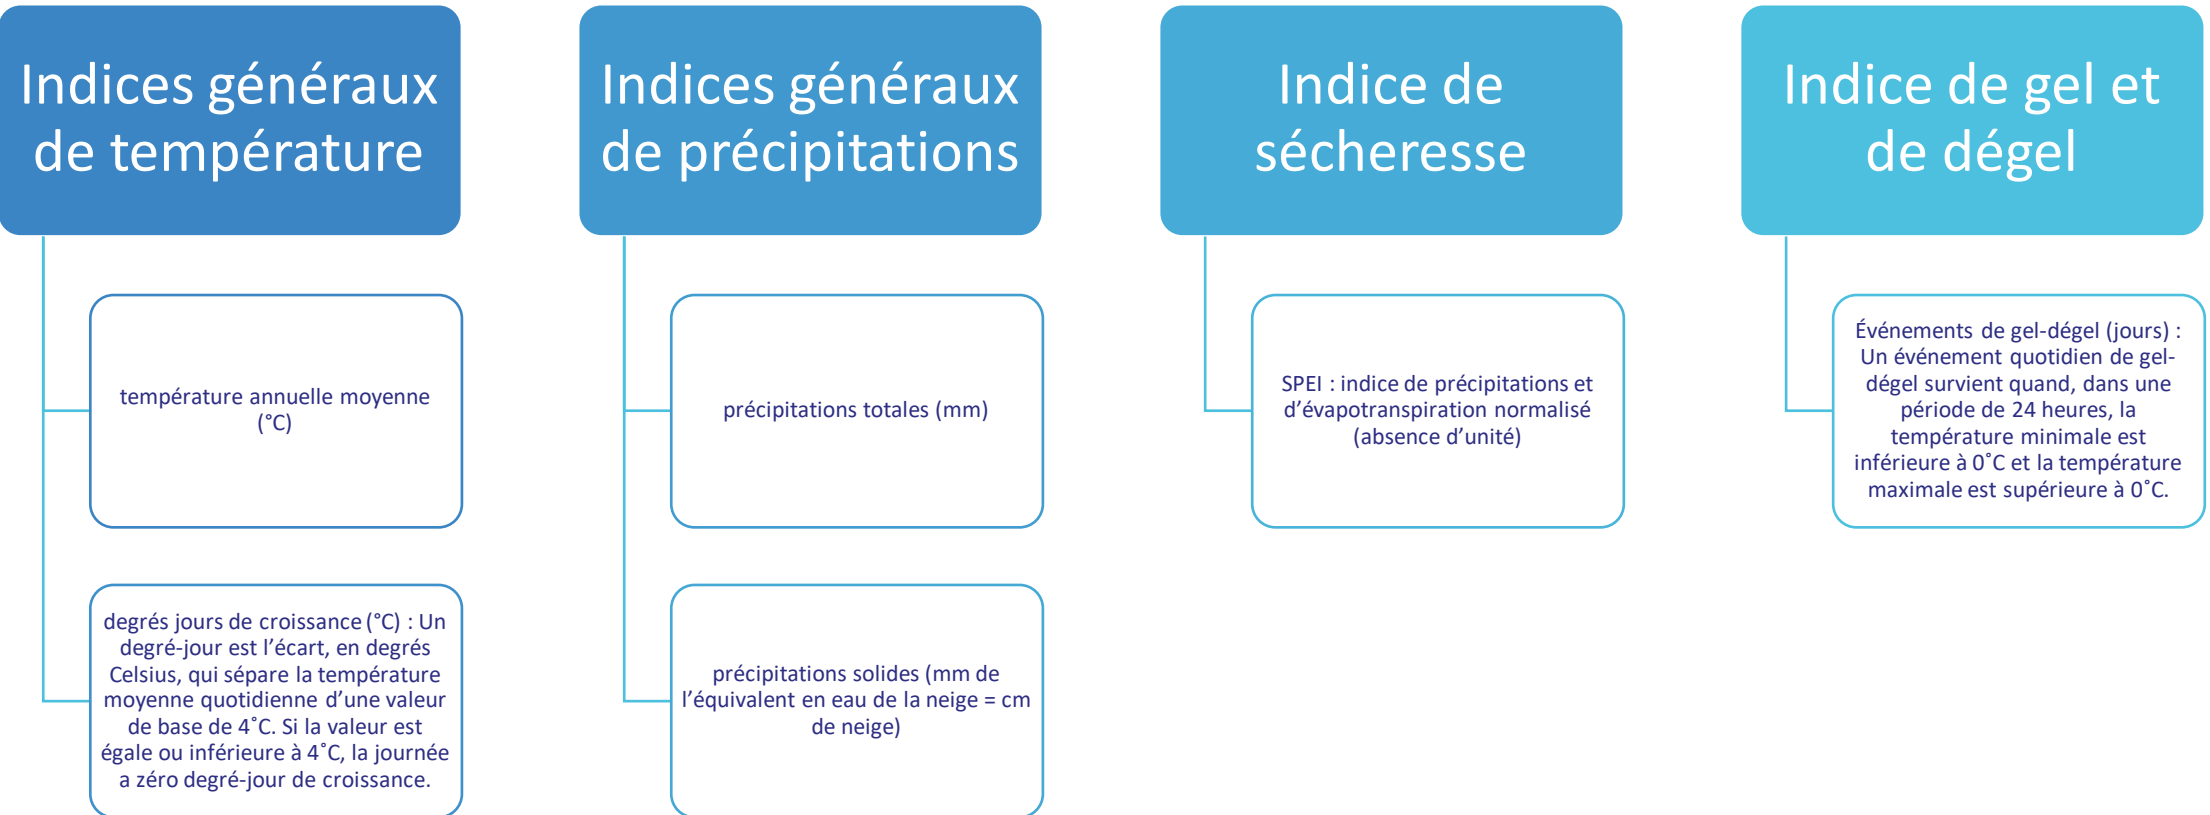 Indices généraux
de température
température annuelle moyenne
(°C)
degrés jours de croissance (°C) : Un
degré-jour est l’écart, en degrés
Celsius, qui sépare la température
moyenne quotidienne d’une valeur
de base de 4˚C. Si la valeur est
égale ou inférieure à 4˚C, la journée
a zéro degré-jour de croissance.
Indices généraux
de précipitations
précipitations totales (mm)
précipitations solides (mm de
l’équivalent en eau de la neige = cm
de neige)
Indice de
sécheresse
SPEI : indice de précipitations et
d’évapotranspiration normalisé
(absence d’unité)
Indice de gel et
de dégel
Événements de gel-dégel (jours) :
Un événement quotidien de gel-
dégel survient quand, dans une
période de 24 heures, la
température minimale est
inférieure à 0˚C et la température
maximale est supérieure à 0˚C.